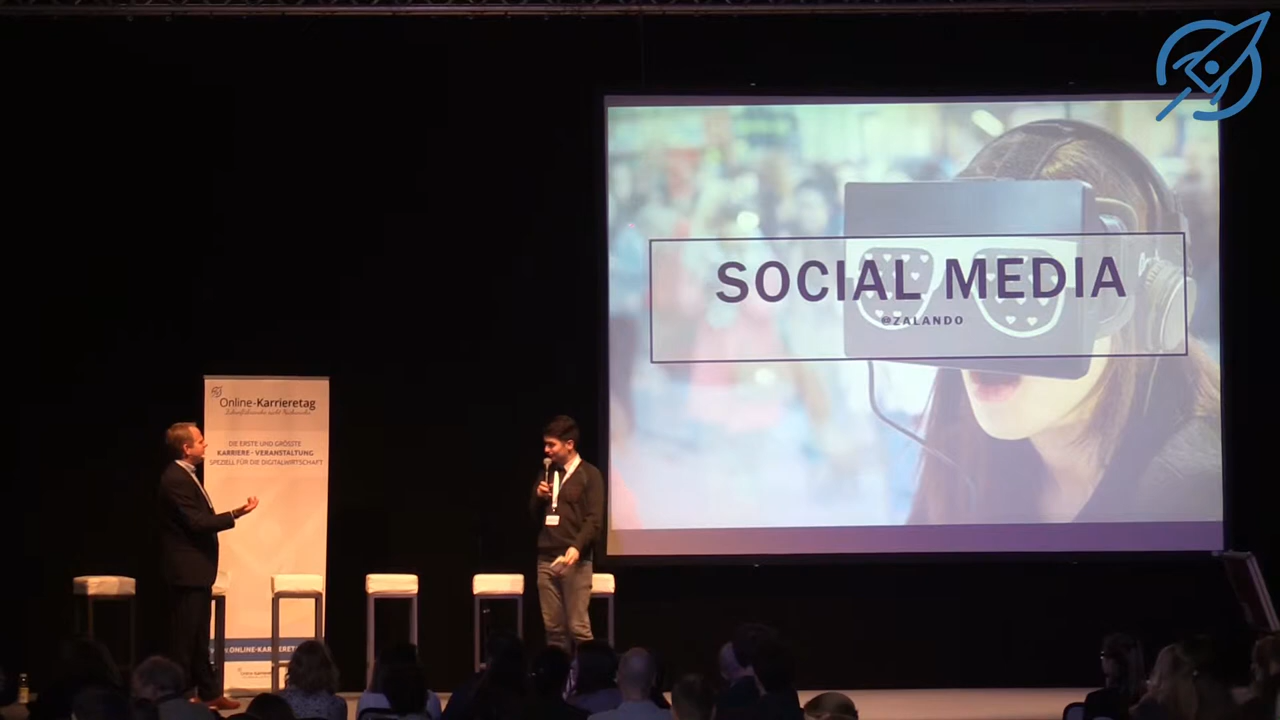 SOCIAL MEDIA
@ZALANDO
Online-Karrieretag
DIE ERSTE UND GRÖSSTE
KARRIERE - VERANSTALTUNG
SPEZIELL FÜR DIE DIGITALWIRTSCHAFT